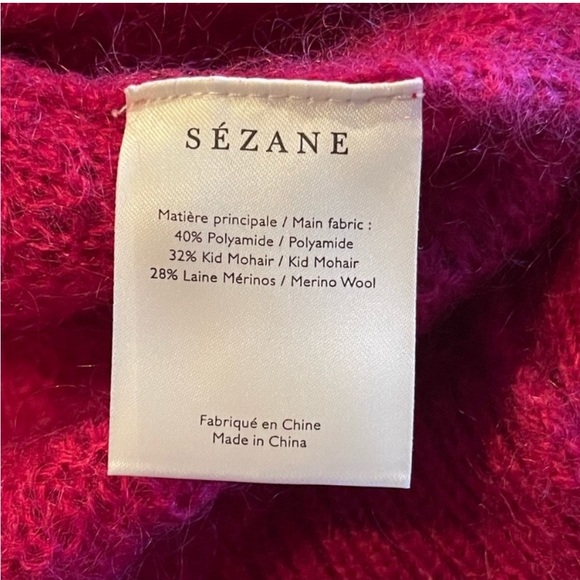 SÉZANE
Matière principale / Main fabric :
40% Polyamide / Polyamide
32% Kid Mohair / Kid Mohair
28% Laine Mérinos / Merino Wool
Fabriqué en Chine
Made in China